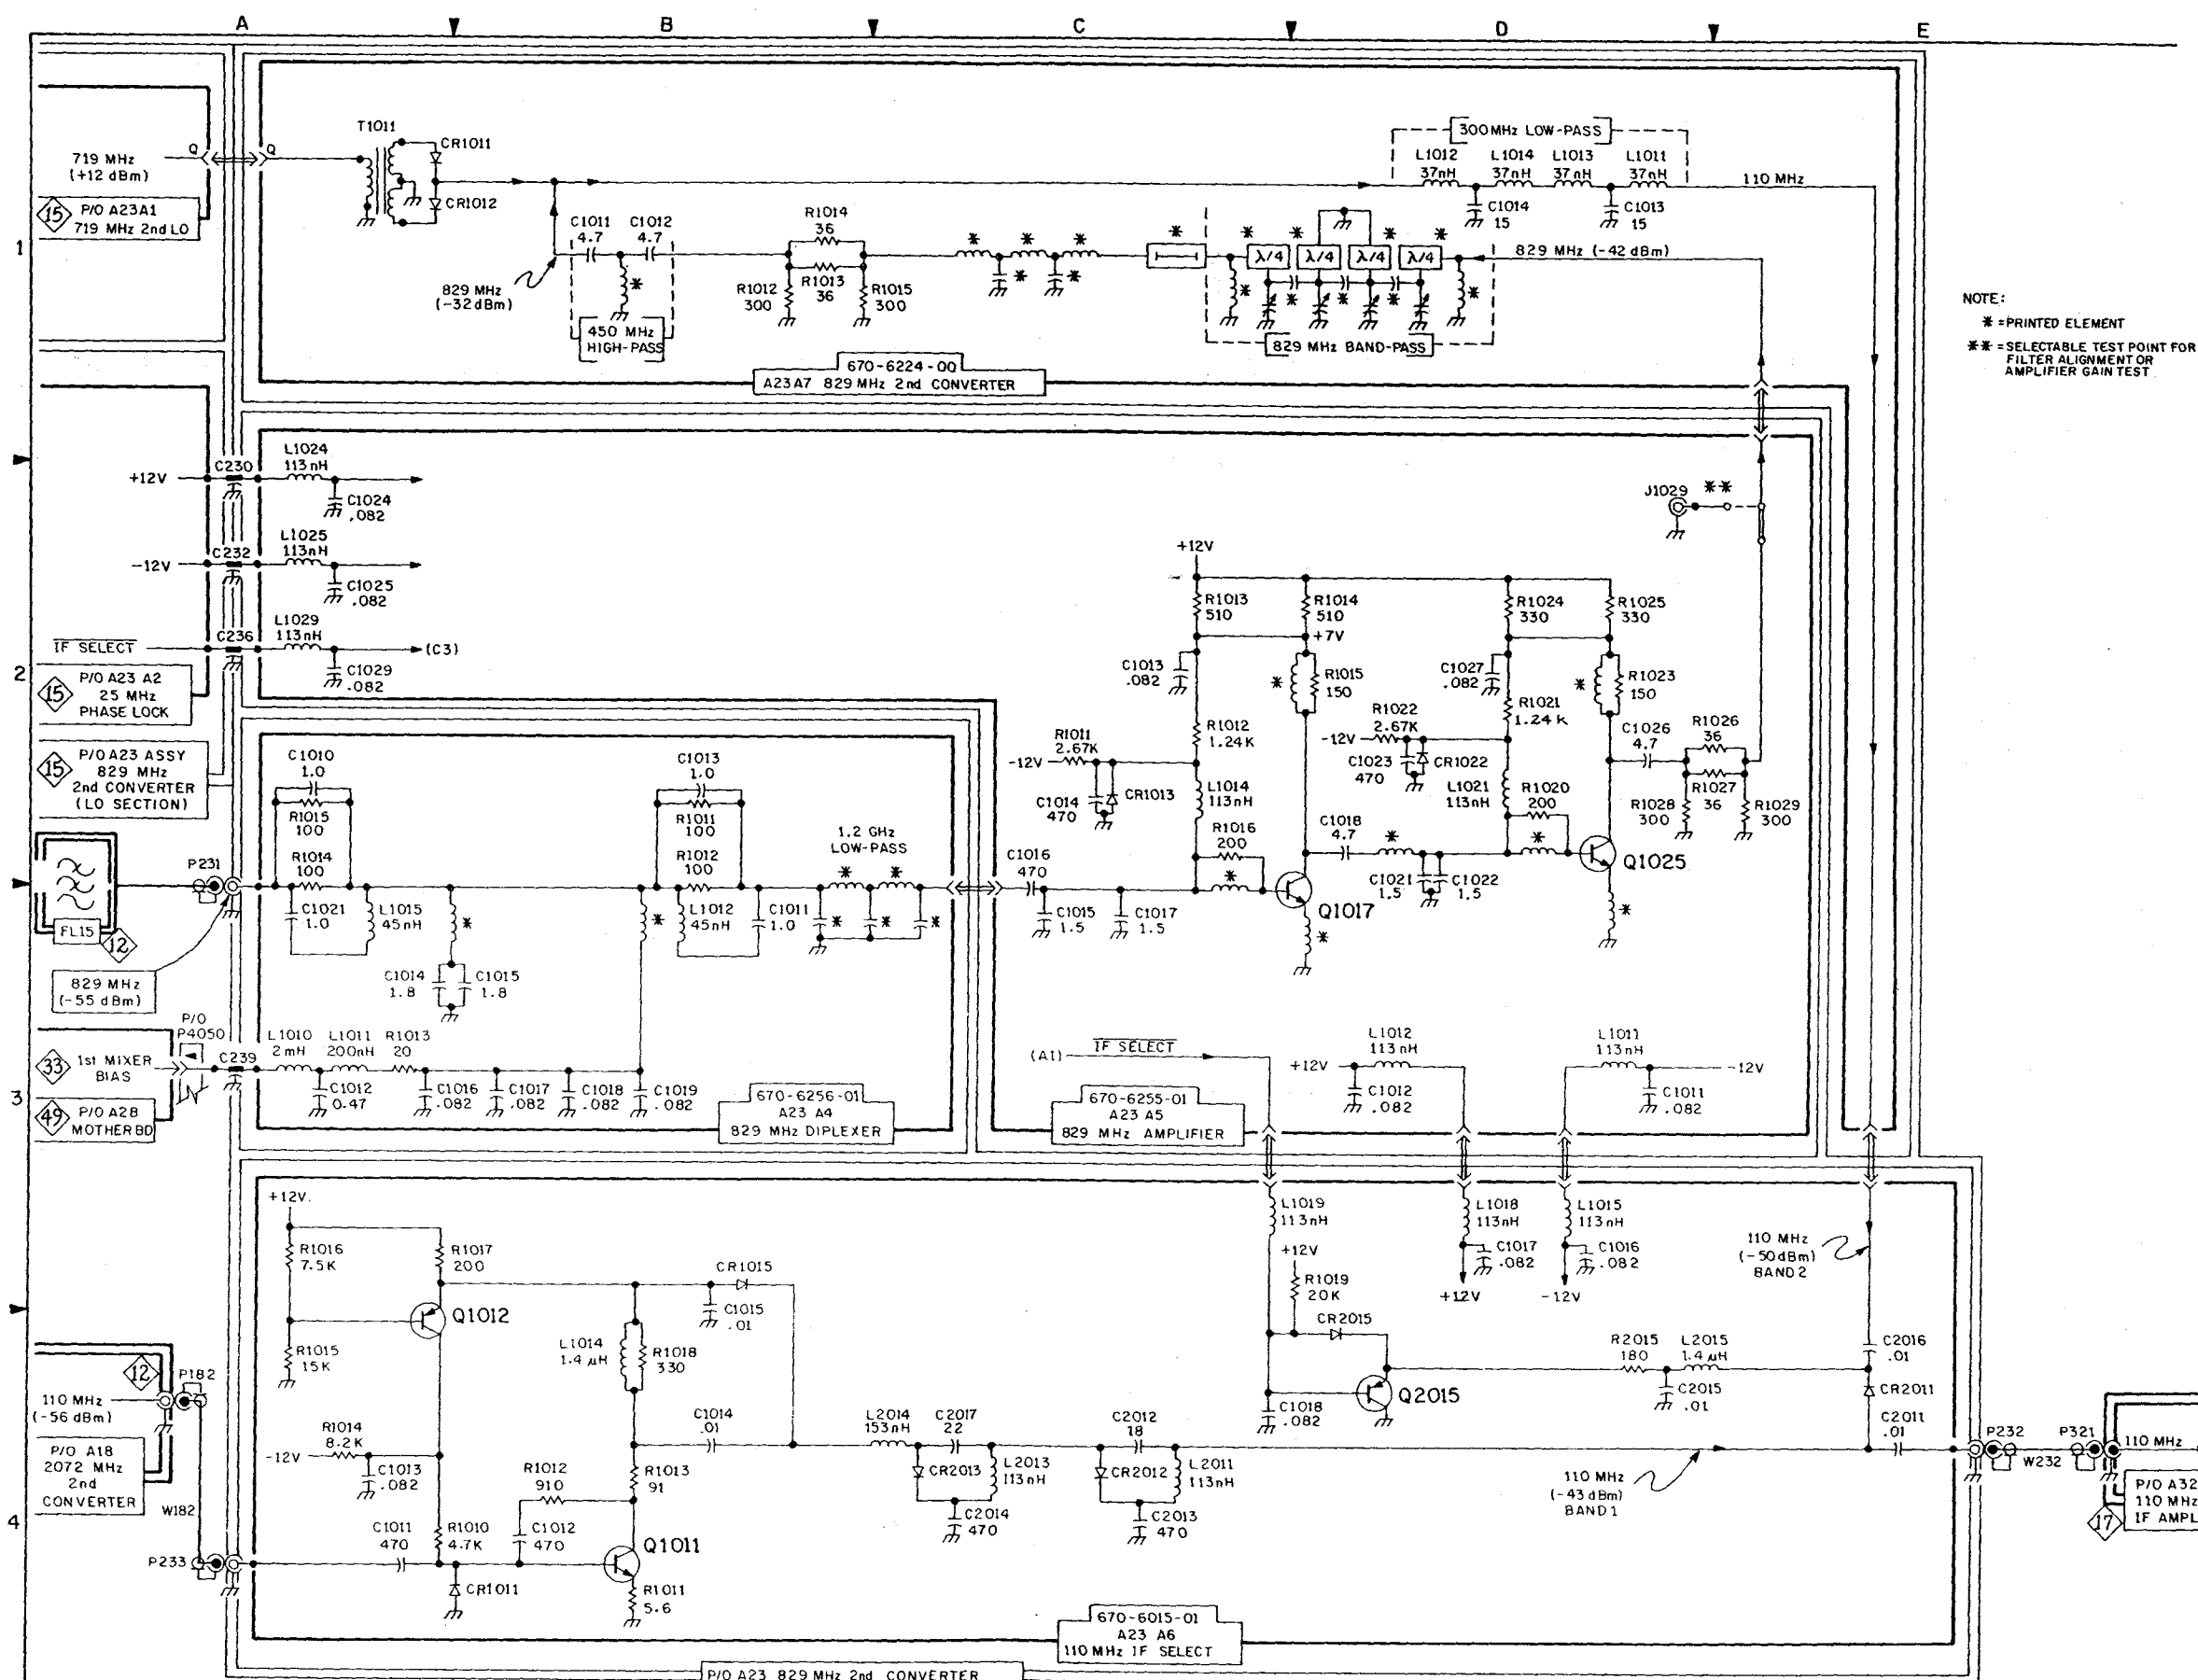 A
B
C
D
E
1
2
3
4
719 MHz
(+12 dBm)
Q
Q
15
P/O A23A1
719 MHz 2nd LO
T1011
CR1011
CR1012
829 MHz
(-32 dBm)
C1011
4.7
C1012
4.7
*
450 MHz
HIGH-PASS
R1014
36
R1013
36
R1012
300
R1015
300
*
*
*
*
*
*
*
*
*
*
λ/4
λ/4
λ/4
λ/4
*
*
*
*
*
829 MHz BAND-PASS
829 MHz (-42 dBm)
300MHz LOW-PASS
L1012
37nH
L1014
37nH
L1013
37nH
L1011
37nH
C1014
15
C1013
15
110 MHz
670-6224-00
A23A7 829 MHz 2nd CONVERTER
NOTE:
* =PRINTED ELEMENT
** =SELECTABLE TEST POINT FOR
FILTER ALIGNMENT OR
AMPLIFIER GAIN TEST
+12V
C230
L1024
113nH
C1024
.082
-12V
C232
L1025
113nH
C1025
.082
IF SELECT
C236
L1029
113nH
C1029
.082
(C3)
15
P/O A23 A2
25 MHz
PHASE LOCK
15
P/O A23 ASSY
829 MHz
2nd CONVERTER
(LO SECTION)
FL15
12
P231
829 MHz
(-55 dBm)
C1010
1.0
R1015
100
R1014
100
C1021
1.0
L1015
45nH
*
C1014
1.8
C1015
1.8
C1013
1.0
R1011
100
R1012
100
*
L1012
45nH
C1011
1.0
1.2 GHz
LOW-PASS
*
*
*
*
*
33
1st MIXER
BIAS
49
P/O A28
MOTHER BD
P/O
P4050
C239
L1010
2mH
L1011
200nH
R1013
20
C1012
0.47
C1016
.082
C1017
.082
C1018
.082
C1019
.082
670-6256-01
A23 A4
829 MHz DIPLEXER
J1029
**
+12V
R1013
510
R1014
510
+7V
R1024
330
R1025
330
C1013
.082
*
R1015
150
C1027
.082
*
R1023
150
R1012
1.24K
R1021
1.24K
R1011
2.67K
-12V
R1022
2.67K
-12V
C1014
470
CR1013
C1023
470
CR1022
L1014
113nH
L1021
113nH
R1020
200
R1016
200
C1016
470
C1015
1.5
C1017
1.5
*
Q1017
*
C1018
4.7
*
C1021
1.5
C1022
1.5
*
Q1025
*
C1026
4.7
R1026
36
R1027
36
R1028
300
R1029
300
(A1)
IF SELECT
L1012
113nH
+12V
C1012
.082
L1011
113nH
-12V
C1011
.082
670-6255-01
A23 A5
829 MHz AMPLIFIER
+12V.
R1016
7.5K
R1017
200
Q1012
R1015
15K
R1014
8.2K
-12V
C1013
.082
C1011
470
R1010
4.7K
CR1011
R1012
910
C1012
470
Q1011
R1011
5.6
R1013
91
L1014
1.4 µH
R1018
330
C1015
.01
CR1015
C1014
.01
L2014
153nH
C2017
22
CR2013
L2013
113nH
C2014
470
C2012
18
CR2012
L2011
113nH
C2013
470
L1019
113nH
+12V
R1019
20K
CR2015
C1018
.082
Q2015
L1018
113nH
C1017
.082
+12V
L1015
113nH
C1016
.082
-12V
110 MHz
(-50dBm)
BAND2
R2015
180
L2015
1.4 µH
C2015
.01
C2016
.01
CR2011
C2011
.01
110 MHz
(-43 dBm)
BAND1
P232
W232
P321
110 MHz
P/O A32
110 MHz
IF AMPL
17
12
P182
110 MHz
(-56 dBm)
P/O A18
2072 MHz
2nd
CONVERTER
W182
P233
670-6015-01
A23 A6
110 MHz IF SELECT
P/O A23 829 MHz 2nd CONVERTER